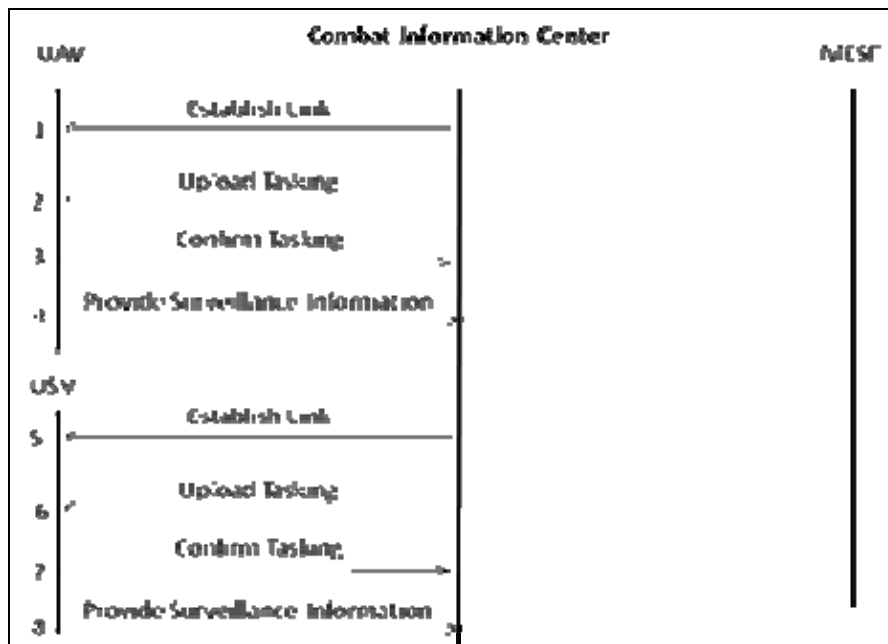 Combat Information Center
UAV
1 Establish Link
2 Upload Tasking
3 Confirm Tasking
4 Provide Surveillance Information
USV
5 Establish Link
6 Upload Tasking
7 Confirm Tasking
8 Provide Surveillance Information